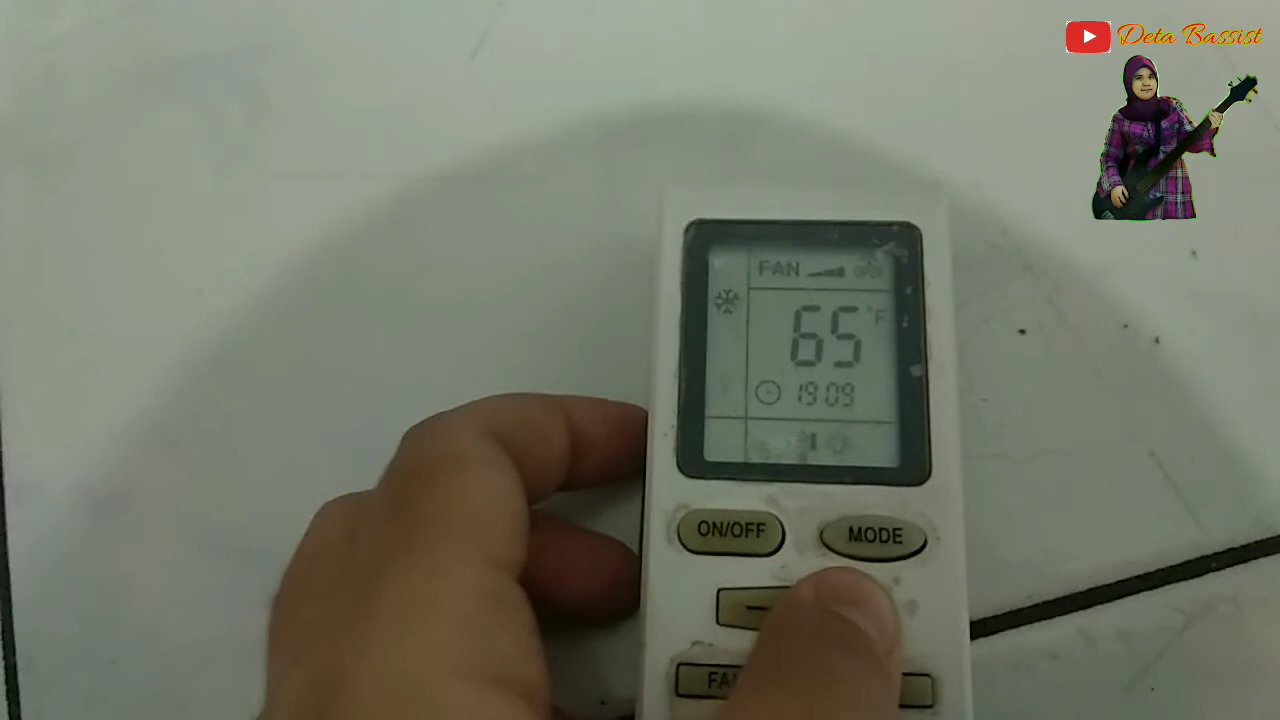 Deta Bassist
FAN
65 °F
19 09
ON/OFF
MODE
−